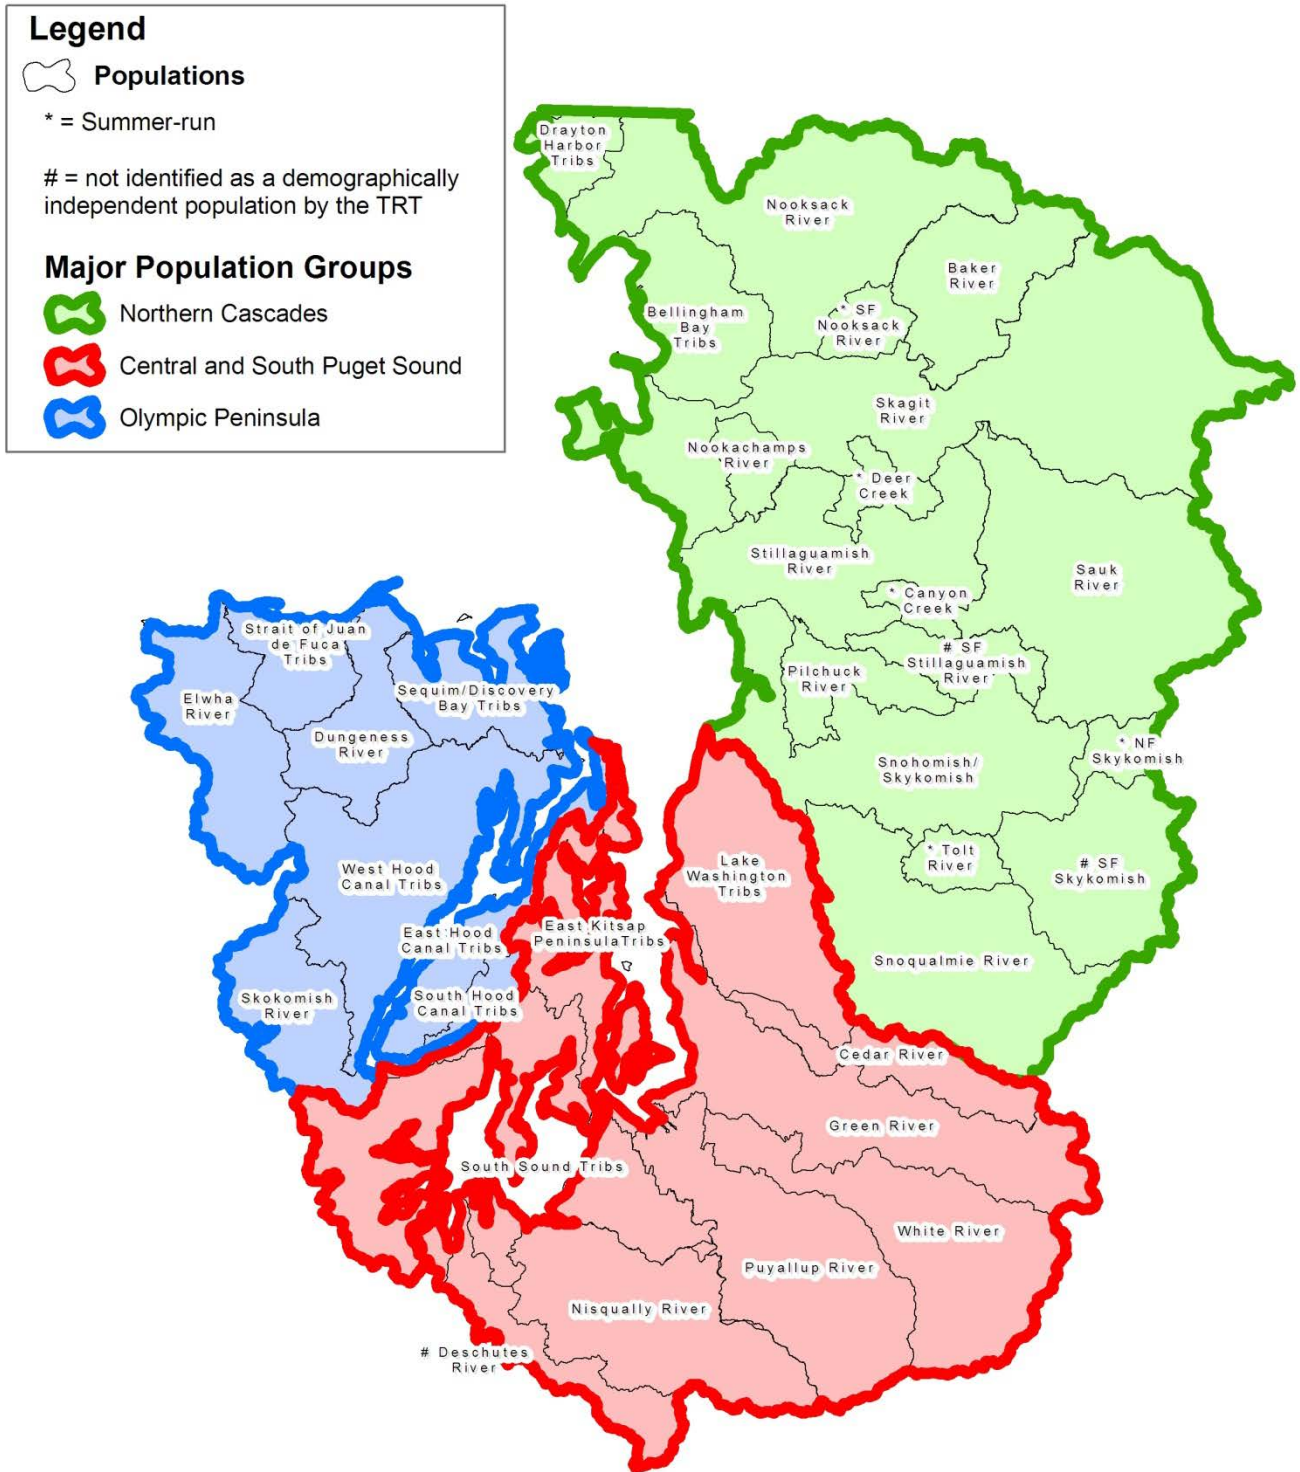 Legend
Populations
* = Summer-run
# = not identified as a demographically
independent population by the TRT
Major Population Groups
Northern Cascades
Central and South Puget Sound
Olympic Peninsula
Drayton
Harbor
Tribs
Nooksack
River
Baker
River
Bellingham
Bay
Tribs
* SF
Nooksack
River
Skagit
River
Nookachamps
River
* Deer
Creek
Stillaguamish
River
Sauk
River
* Canyon
Creek
# SF
Stillaguamish
River
Pilchuck
River
Snohomish/
Skykomish
* NF
Skykomish
* Tolt
River
# SF
Skykomish
Snoqualmie River
Strait of Juan
de Fuca
Tribs
Elwha
River
Sequim/Discovery
Bay Tribs
Dungeness
River
West Hood
Canal Tribs
East Hood
Canal Tribs
South Hood
Canal Tribs
Skokomish
River
Lake
Washington
Tribs
East Kitsap
PeninsulaTribs
Cedar River
Green River
South Sound Tribs
White River
Puyallup River
Nisqually River
# Deschutes
River